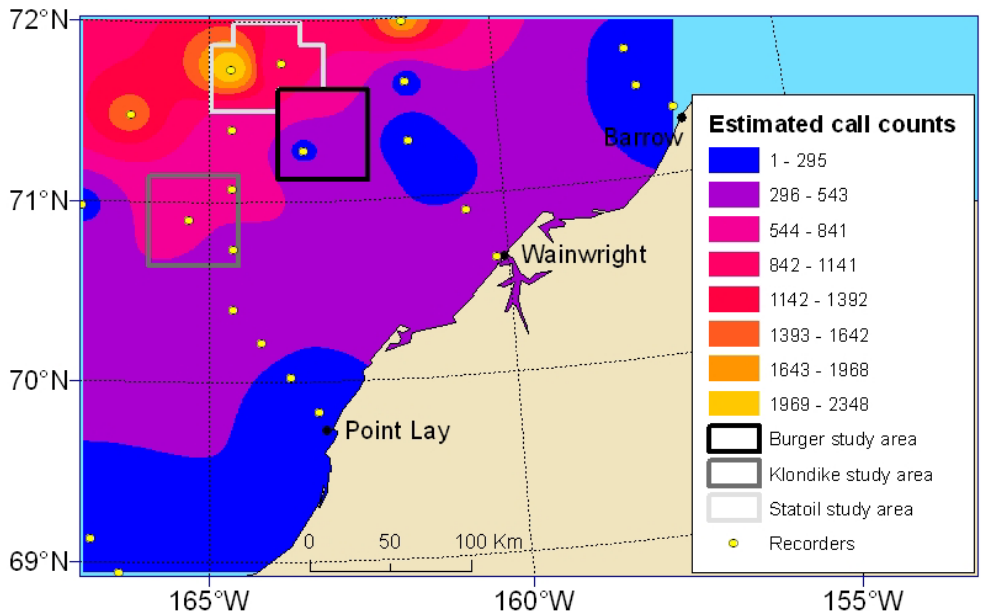 72°N
71°N
70°N
69°N
165°W
160°W
155°W
Barrow
Wainwright
Point Lay
0 50 100 Km
Estimated call counts
1 - 295
296 - 543
544 - 841
842 - 1141
1142 - 1392
1393 - 1642
1643 - 1968
1969 - 2348
Burger study area
Klondike study area
Statoil study area
Recorders